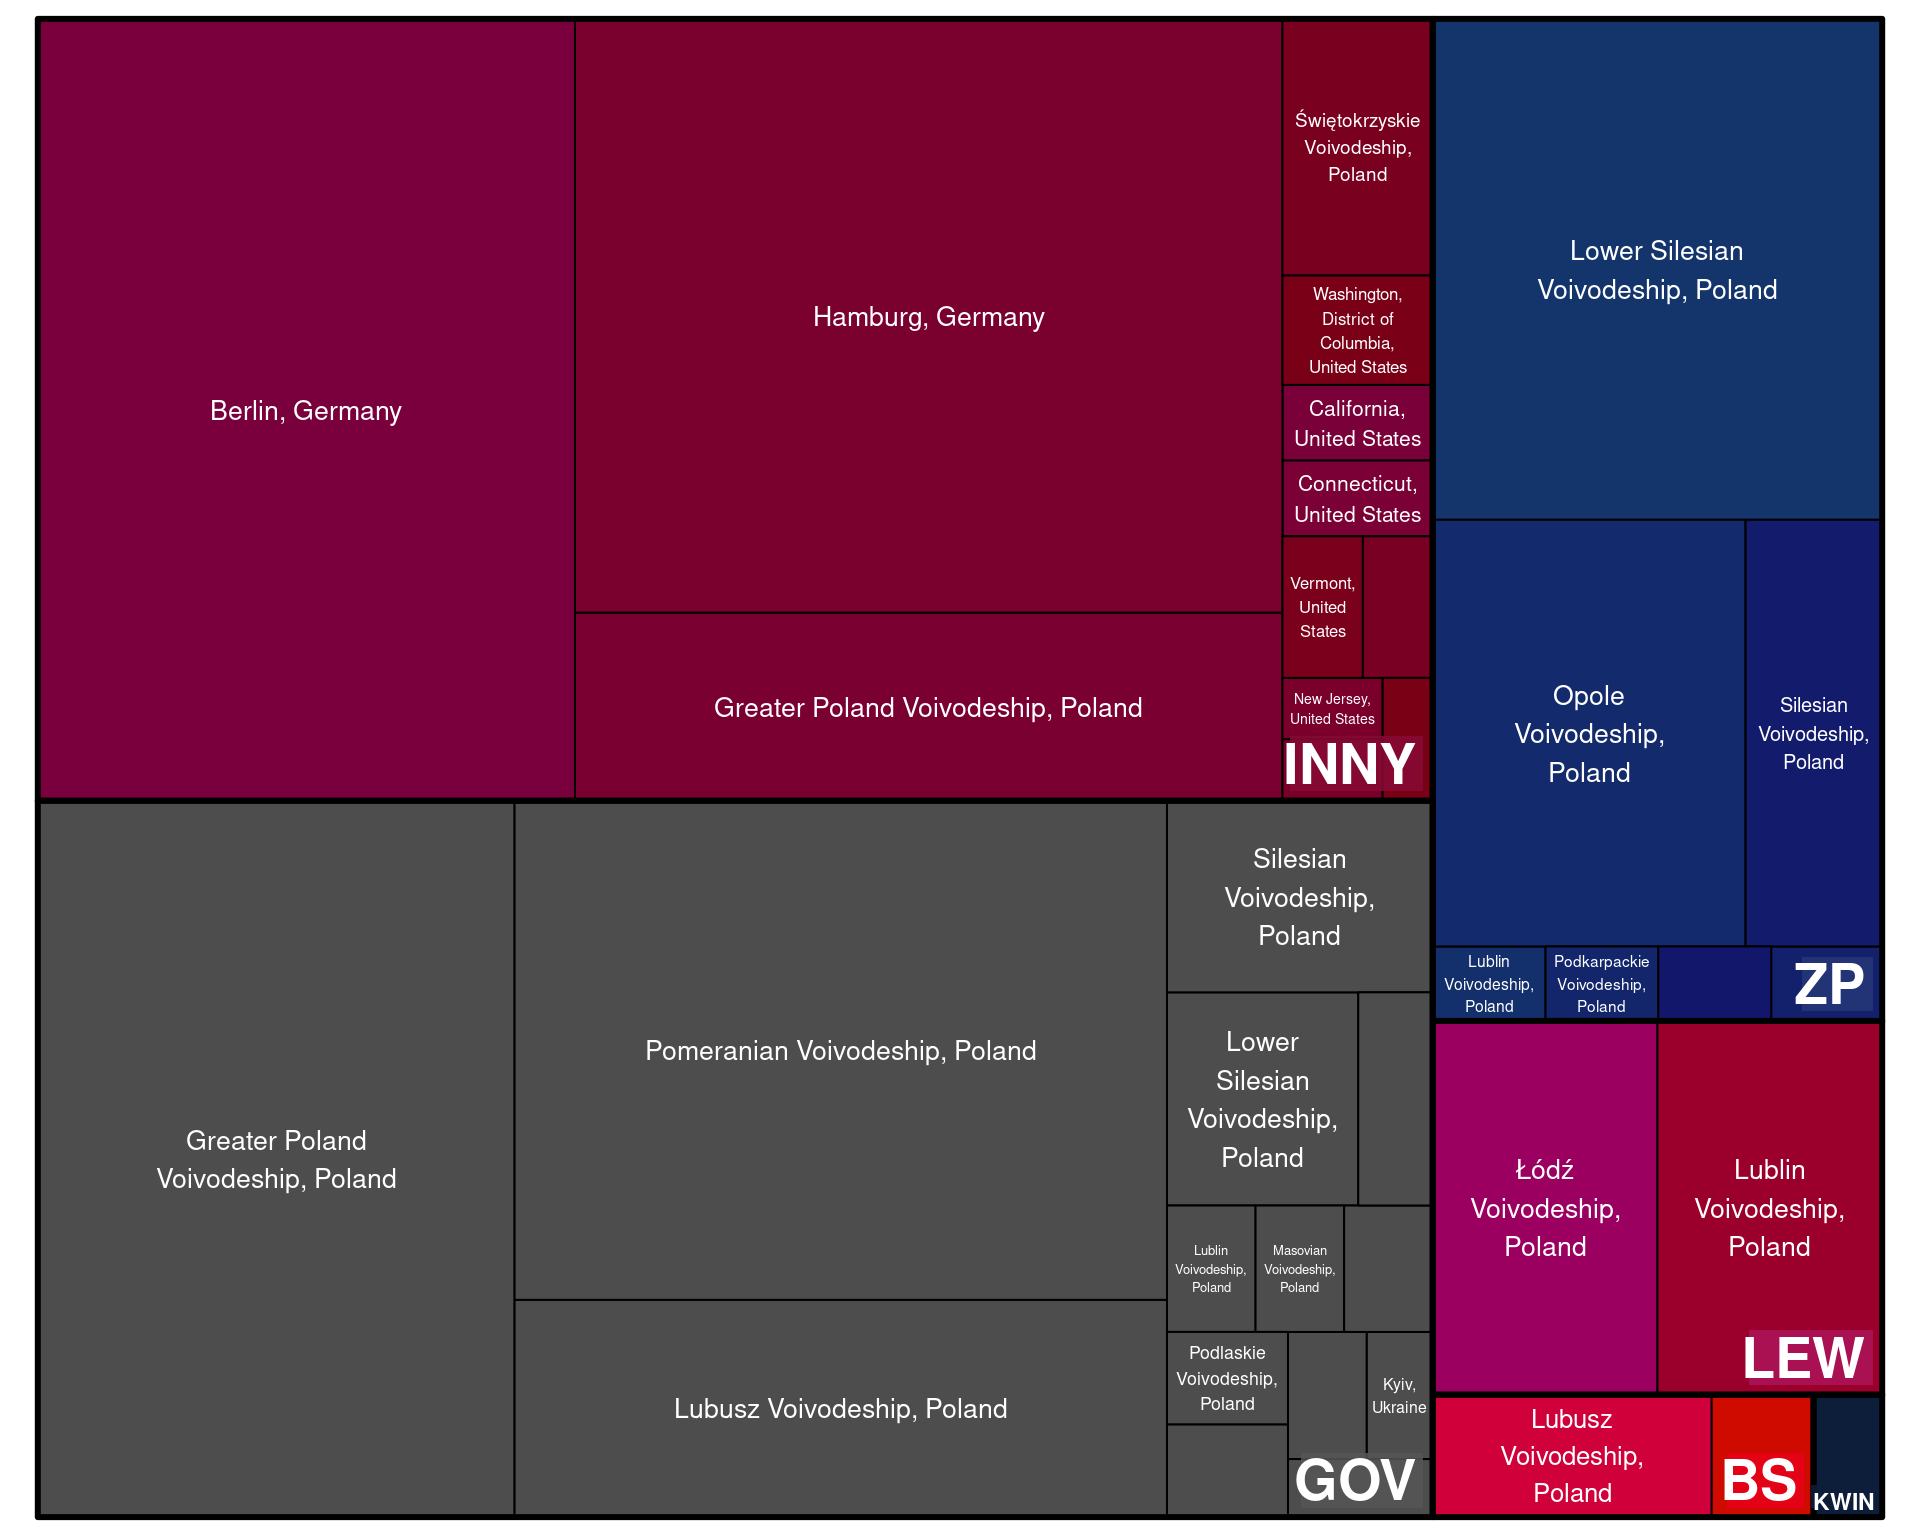 Berlin, Germany
Hamburg, Germany
Greater Poland Voivodeship, Poland
Świętokrzyskie
Voivodeship,
Poland
Washington,
District of
Columbia,
United States
California,
United States
Connecticut,
United States
Vermont,
United
States
New Jersey,
United States
INNY
Greater Poland
Voivodeship, Poland
Pomeranian Voivodeship, Poland
Lubusz Voivodeship, Poland
Silesian
Voivodeship,
Poland
Lower
Silesian
Voivodeship,
Poland
Lublin
Voivodeship,
Poland
Masovian
Voivodeship,
Poland
Podlaskie
Voivodeship,
Poland
Kyiv,
Ukraine
GOV
Lower Silesian
Voivodeship, Poland
Opole
Voivodeship,
Poland
Silesian
Voivodeship,
Poland
Lublin
Voivodeship,
Poland
Podkarpackie
Voivodeship,
Poland
ZP
Łódź
Voivodeship,
Poland
Lublin
Voivodeship,
Poland
LEW
Lubusz
Voivodeship,
Poland
BS
KWIN